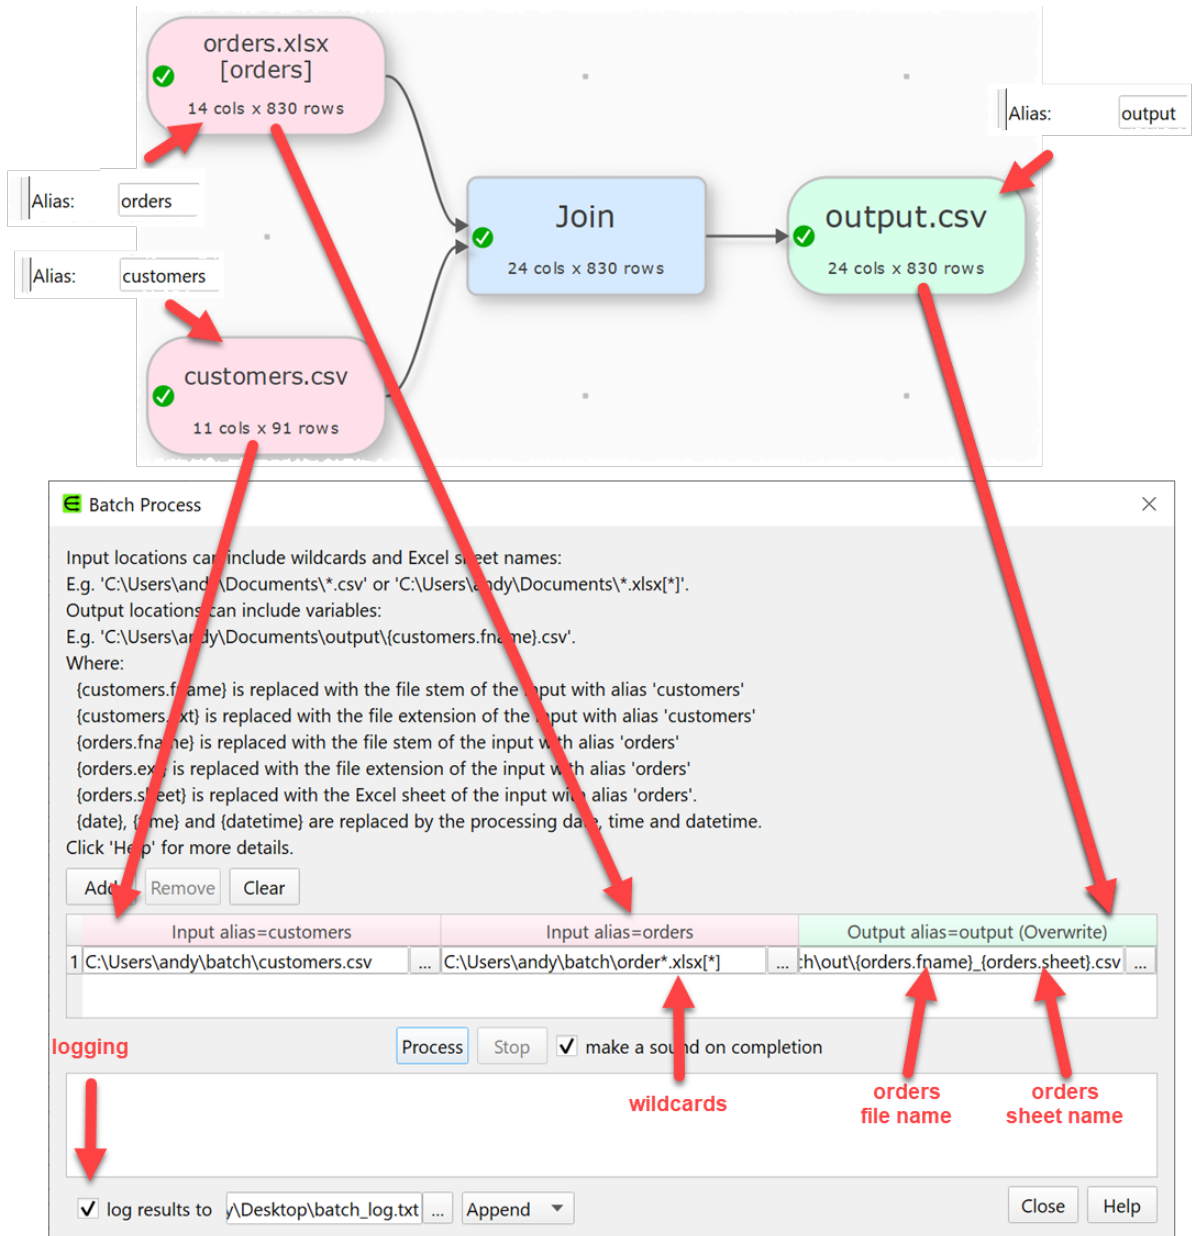 orders.xlsx
[orders]
14 cols x 830 rows
Alias: output
Alias: orders
Join
24 cols x 830 rows
output.csv
24 cols x 830 rows
Alias: customers
customers.csv
11 cols x 91 rows
Batch Process
Input locations can include wildcards and Excel sheet names:
E.g. 'C:\Users\andy\Documents\*.csv' or 'C:\Users\andy\Documents\*.xlsx[*]'.
Output locations can include variables:
E.g. 'C:\Users\andy\Documents\output\{customers.fname}.csv'.
Where:
{customers.fname} is replaced with the file stem of the input with alias 'customers'
{customers.ext} is replaced with the file extension of the input with alias 'customers'
{orders.fname} is replaced with the file stem of the input with alias 'orders'
{orders.ext} is replaced with the file extension of the input with alias 'orders'
{orders.sheet} is replaced with the Excel sheet of the input with alias 'orders'.
{date}, {time} and {datetime} are replaced by the processing date, time and datetime.
Click 'Help' for more details.
Add Remove Clear
Input alias=customers Input alias=orders Output alias=output (Overwrite)
1 C:\Users\andy\batch\customers.csv ... C:\Users\andy\batch\order*.xlsx[*] ... :h\out\{orders.fname}_{orders.sheet}.csv ...
logging
Process Stop make a sound on completion
wildcards
orders
file name
orders
sheet name
log results to y\Desktop\batch_log.txt ... Append Close Help